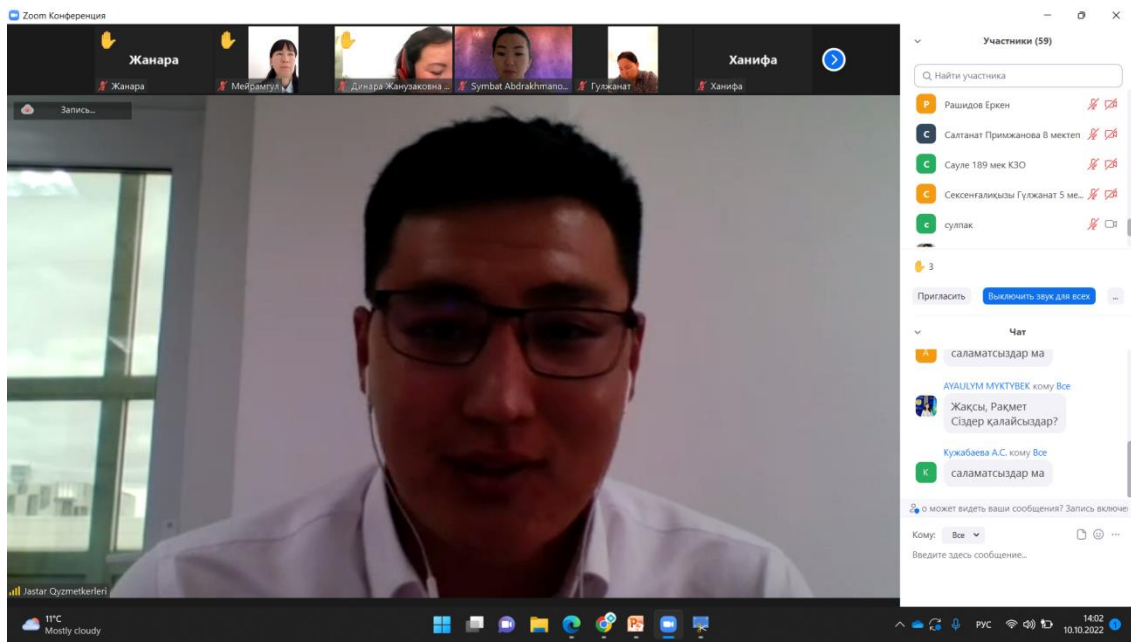 Zoom Конференция
Жанара
Ханифа
Жанара
Мейрамгул
Динара Жанузаковна ...
Symbat Abdrakhmano...
Гулжанат
Ханифа
Запись...
Jastar Qyzmetkerleri
Участники (59)
Найти участника
Р Рашидов Еркен
С Салтанат Примжанова 8 мектеп
С Сауле 189 мек КЗО
С Сексенғалиқызы Гүлжанат 5 ме...
с сулпак
3
Пригласить
Выключить звук для всех
...
Чат
А саламатсыздар ма
AYAULYM MYKTYBEK кому Все
Жақсы, Рақмет
Сіздер қалайсыздар?
Кужабаева А.С. кому Все
К саламатсыздар ма
о может видеть ваши сообщения? Запись включе
Кому: Все
Введите здесь сообщение...
11°C
Mostly cloudy
РУС
14:02
10.10.2022
1